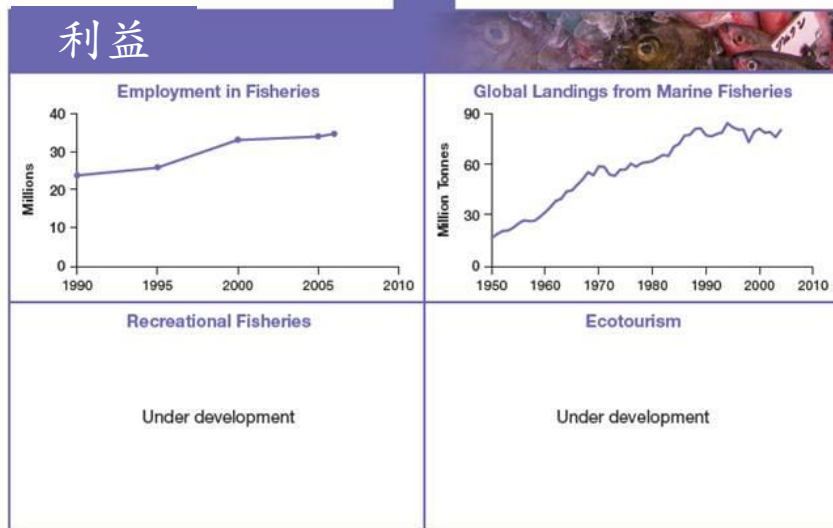 利益
Employment in Fisheries
40
30
20
10
0
Millions
1990 1995 2000 2005 2010
Global Landings from Marine Fisheries
90
60
30
0
Million Tonnes
1950 1960 1970 1980 1990 2000 2010
Recreational Fisheries
Under development
Ecotourism
Under development